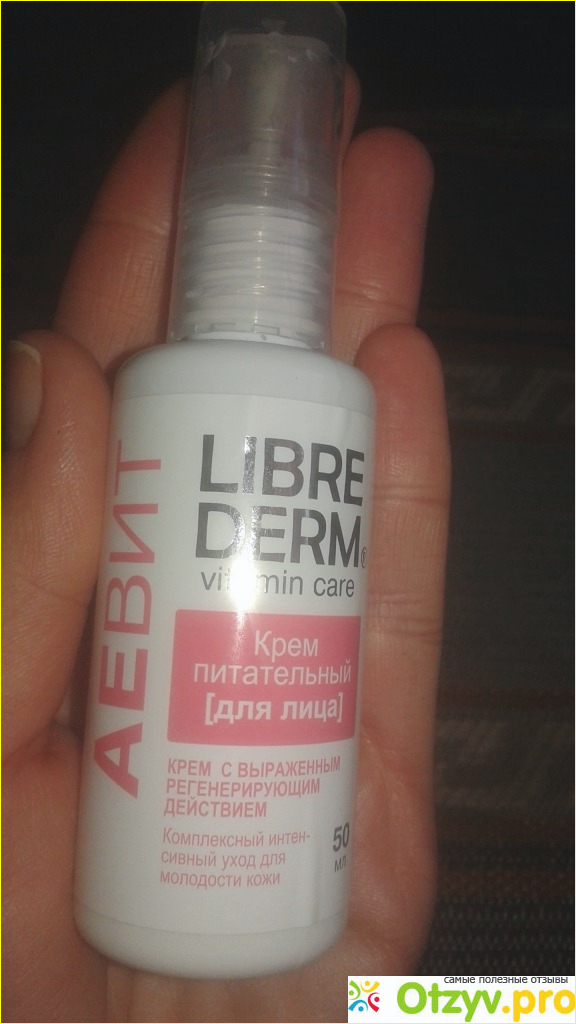 АЕВИТ
LIBRE
DERM®
vitamin care
Крем
питательный
[для лица]
КРЕМ С ВЫРАЖЕННЫМ
РЕГЕНЕРИРУЮЩИМ
ДЕЙСТВИЕМ
Комплексный интен-
сивный уход для
молодости кожи
50
мл
самые полезные отзывы
Otzyv.pro